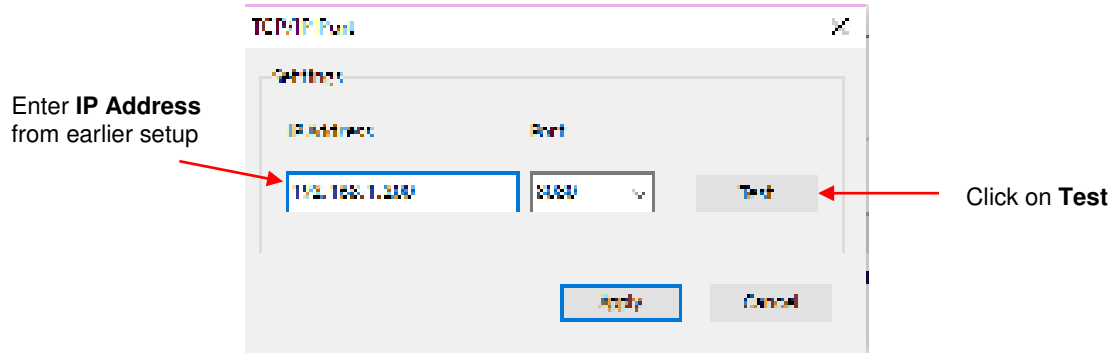 TCP/IP Port
Settings
Enter IP Address
from earlier setup
IP Address Port
Test
Click on Test
Apply Cancel